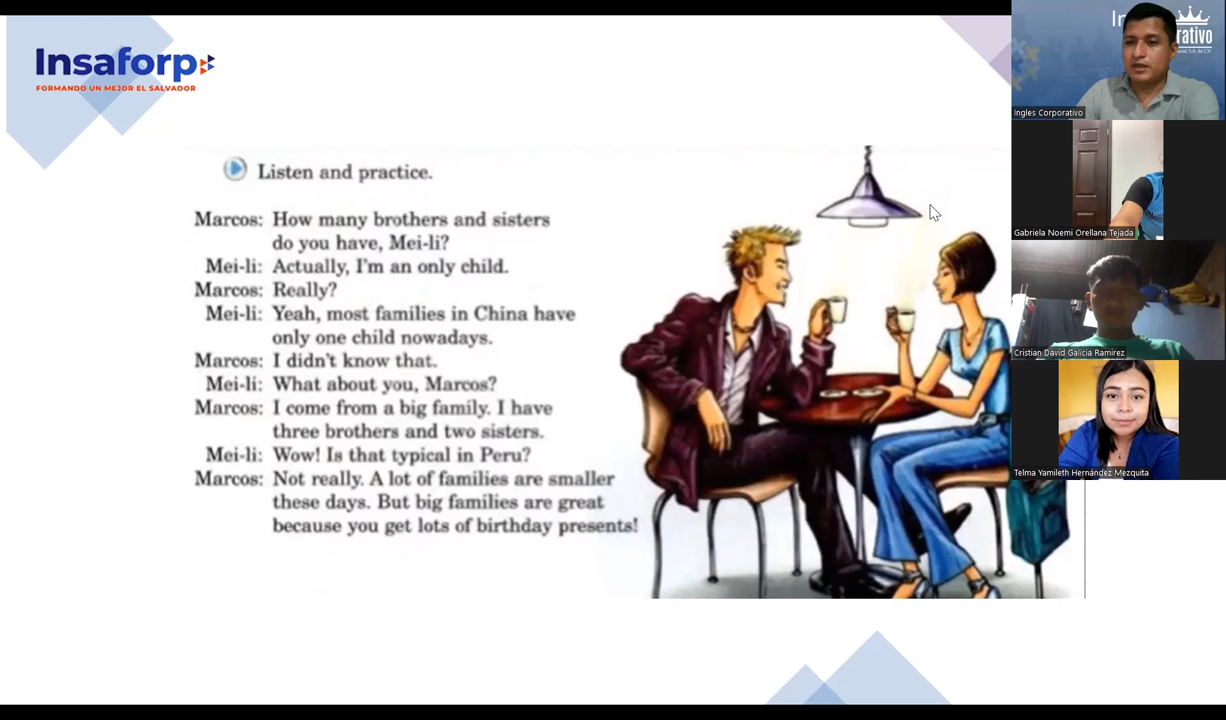 Insaforp
FORMANDO UN MEJOR EL SALVADOR
Listen and practice.
Marcos: How many brothers and sisters
do you have, Mei-li?
Mei-li: Actually, I'm an only child.
Marcos: Really?
Mei-li: Yeah, most families in China have
only one child nowadays.
Marcos: I didn't know that.
Mei-li: What about you, Marcos?
Marcos: I come from a big family. I have
three brothers and two sisters.
Mei-li: Wow! Is that typical in Peru?
Marcos: Not really. A lot of families are smaller
these days. But big families are great
because you get lots of birthday presents!
Ingles Corporativo
Gabriela Noemi Orellana Tejada
Cristian David Galicia Ramirez
Telma Yamileth Hernández Mezquita